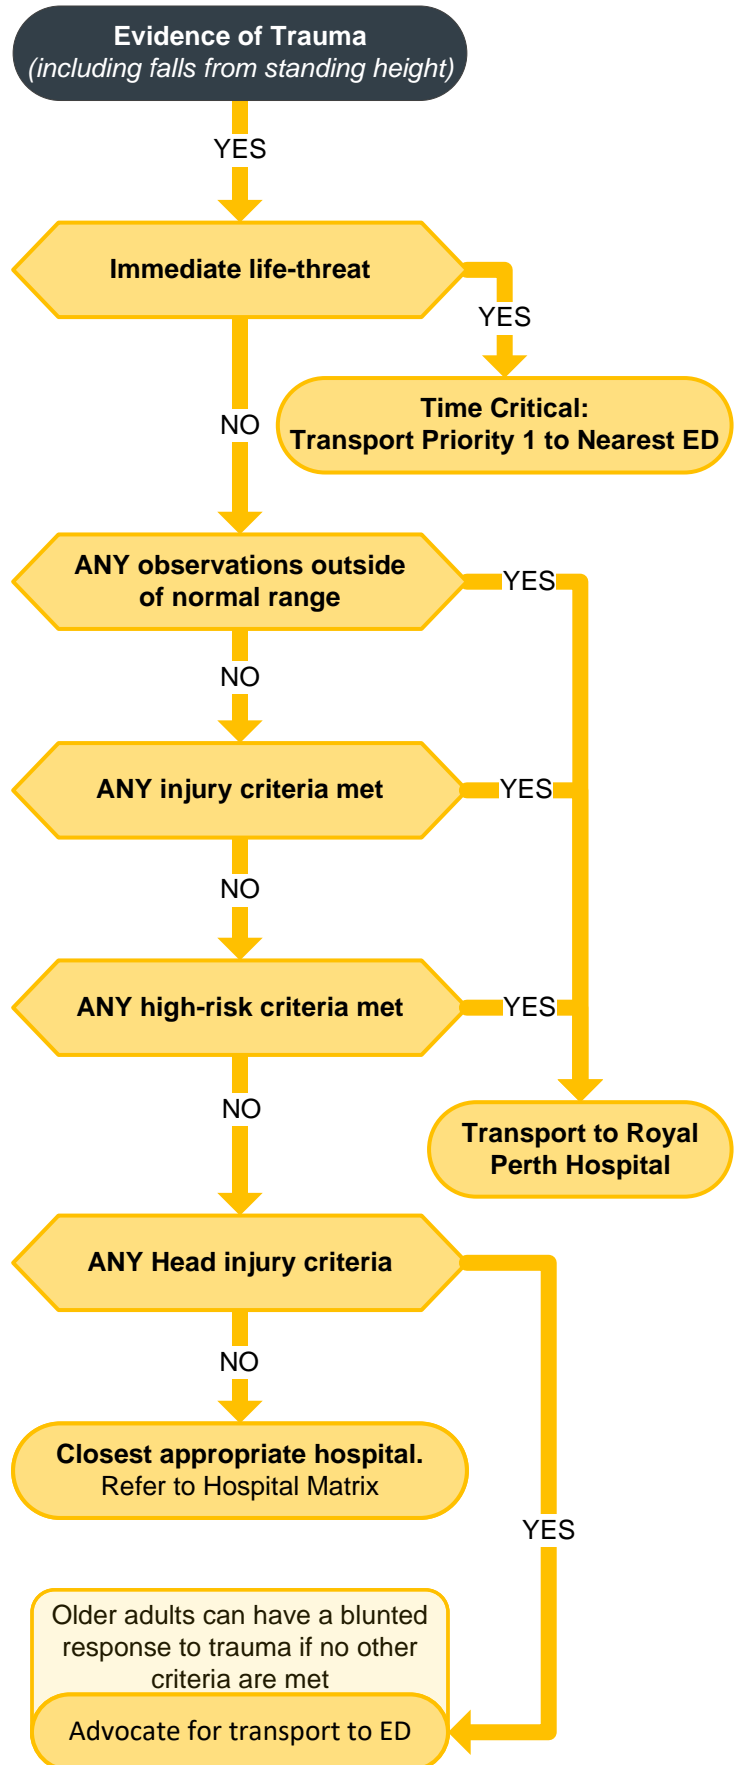 Evidence of Trauma
(including falls from standing height)
YES
Immediate life-threat
YES
Time Critical:
Transport Priority 1 to Nearest ED
NO
ANY observations outside
of normal range
YES
NO
ANY injury criteria met
YES
NO
ANY high-risk criteria met
YES
NO
Transport to Royal
Perth Hospital
ANY Head injury criteria
NO
Closest appropriate hospital.
Refer to Hospital Matrix
YES
Older adults can have a blunted
response to trauma if no other
criteria are met
Advocate for transport to ED